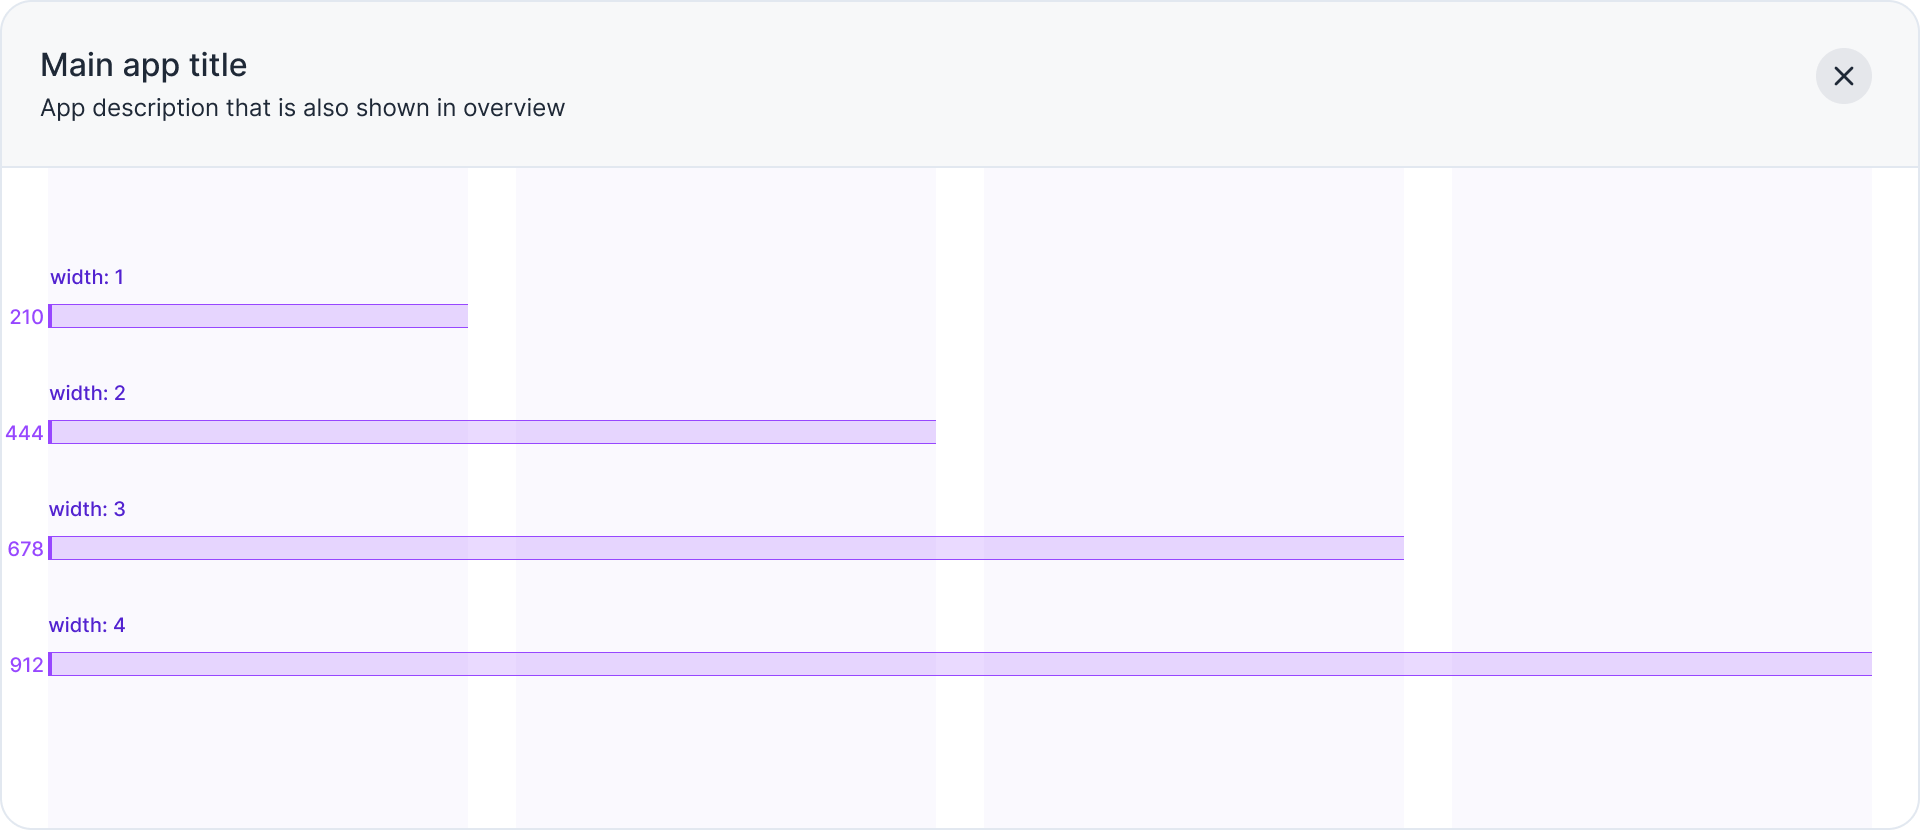 Main app title
App description that is also shown in overview
width: 1
210
width: 2
444
width: 3
678
width: 4
912